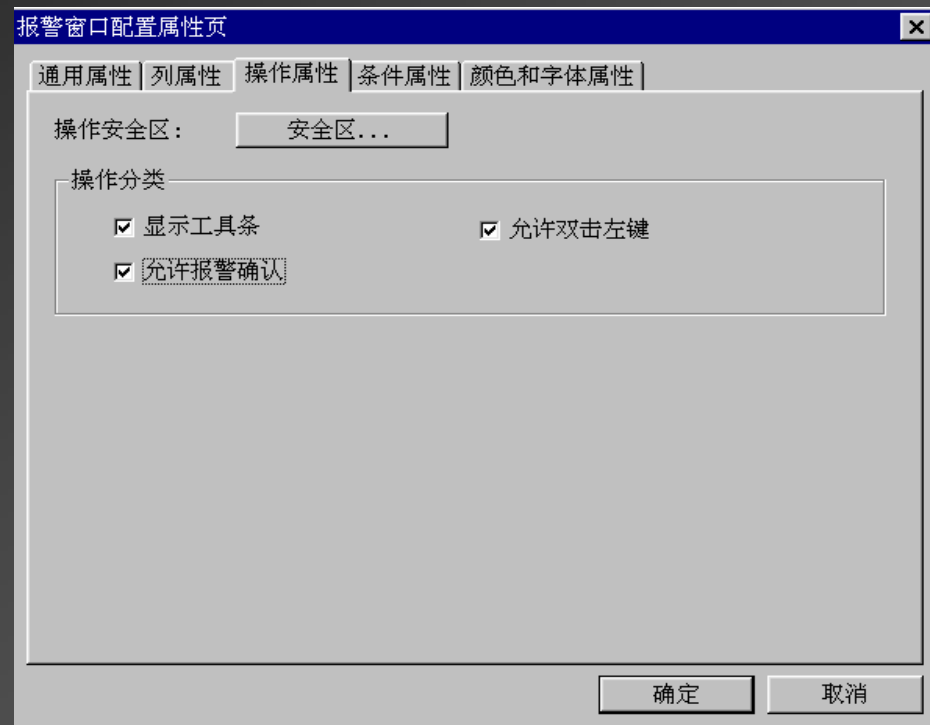 报警窗口配置属性页
通用属性 列属性 操作属性 条件属性 颜色和字体属性
操作安全区: 安全区...
操作分类
显示工具条 允许双击左键
允许报警确认
确定 取消